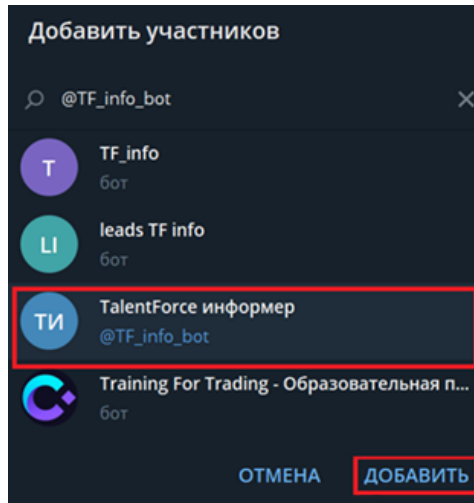 Добавить участников
@TF_info_bot
T
TF_info
бот
LI
leads TF info
бот
ТИ
TalentForce информер
@TF_info_bot
Training For Trading - Образовательная п...
бот
ОТМЕНА
ДОБАВИТЬ